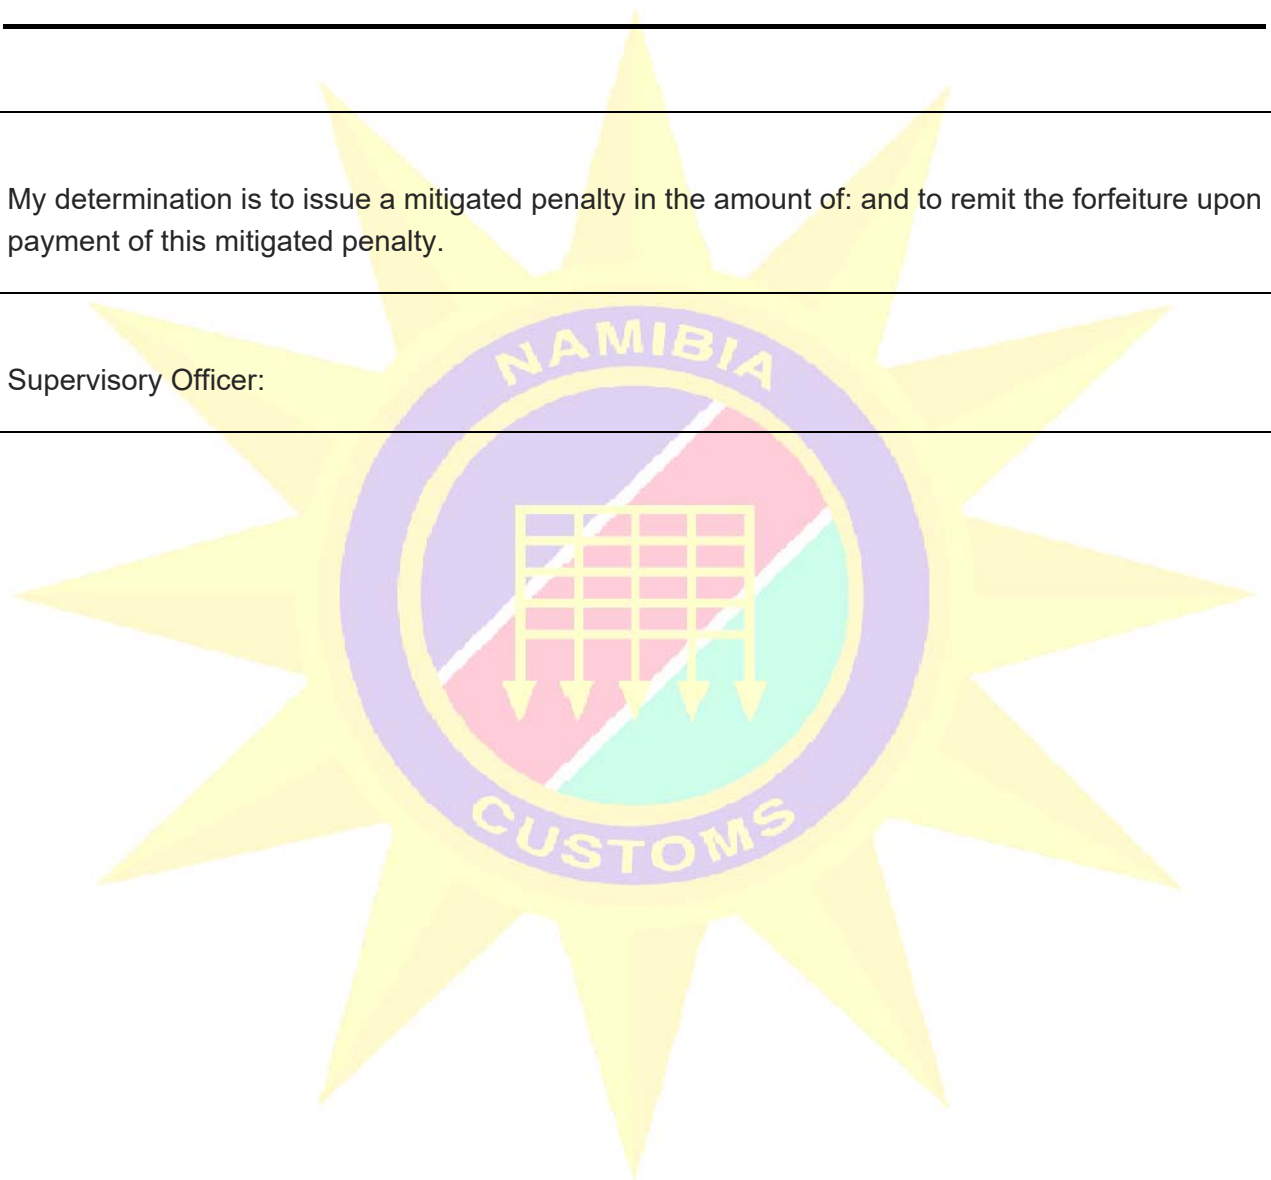 My determination is to issue a mitigated penalty in the amount of: and to remit the forfeiture upon
payment of this mitigated penalty.
NAMIBIA
Supervisory Officer:
CUSTOMS